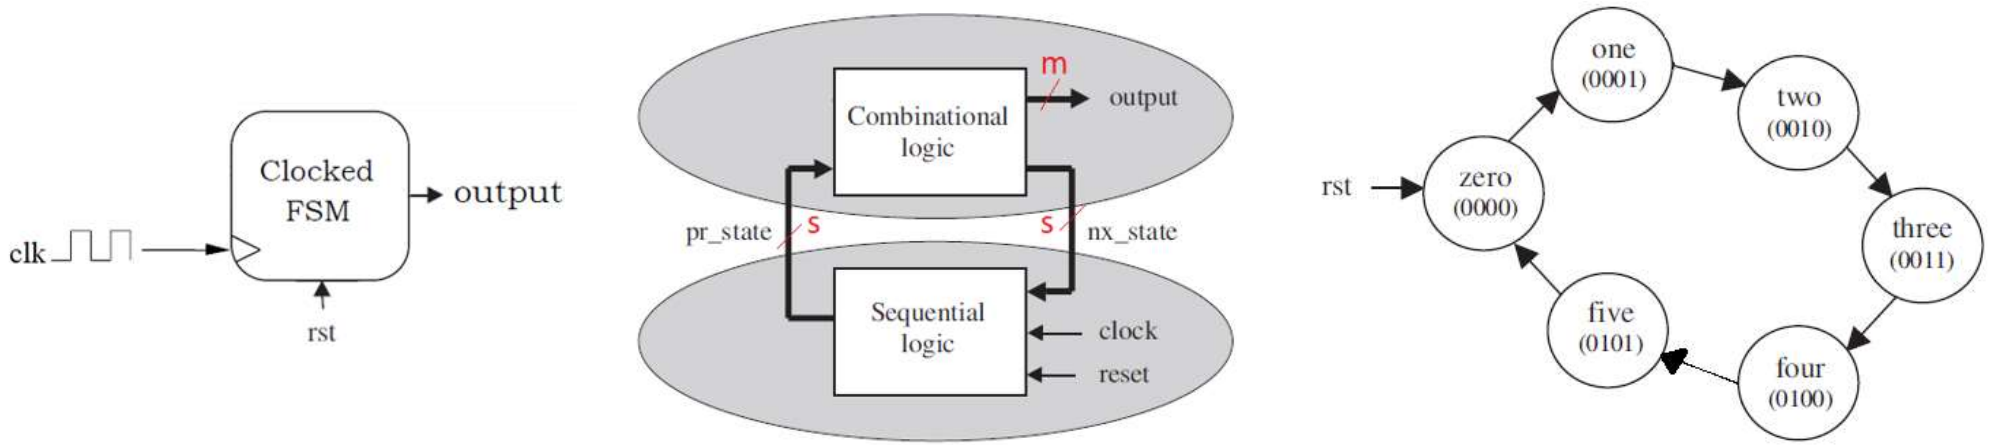 clk
Clocked
FSM
output
rst
Combinational
logic
m
output
pr_state
s
s
nx_state
Sequential
logic
clock
reset
rst
zero
(0000)
one
(0001)
two
(0010)
three
(0011)
four
(0100)
five
(0101)